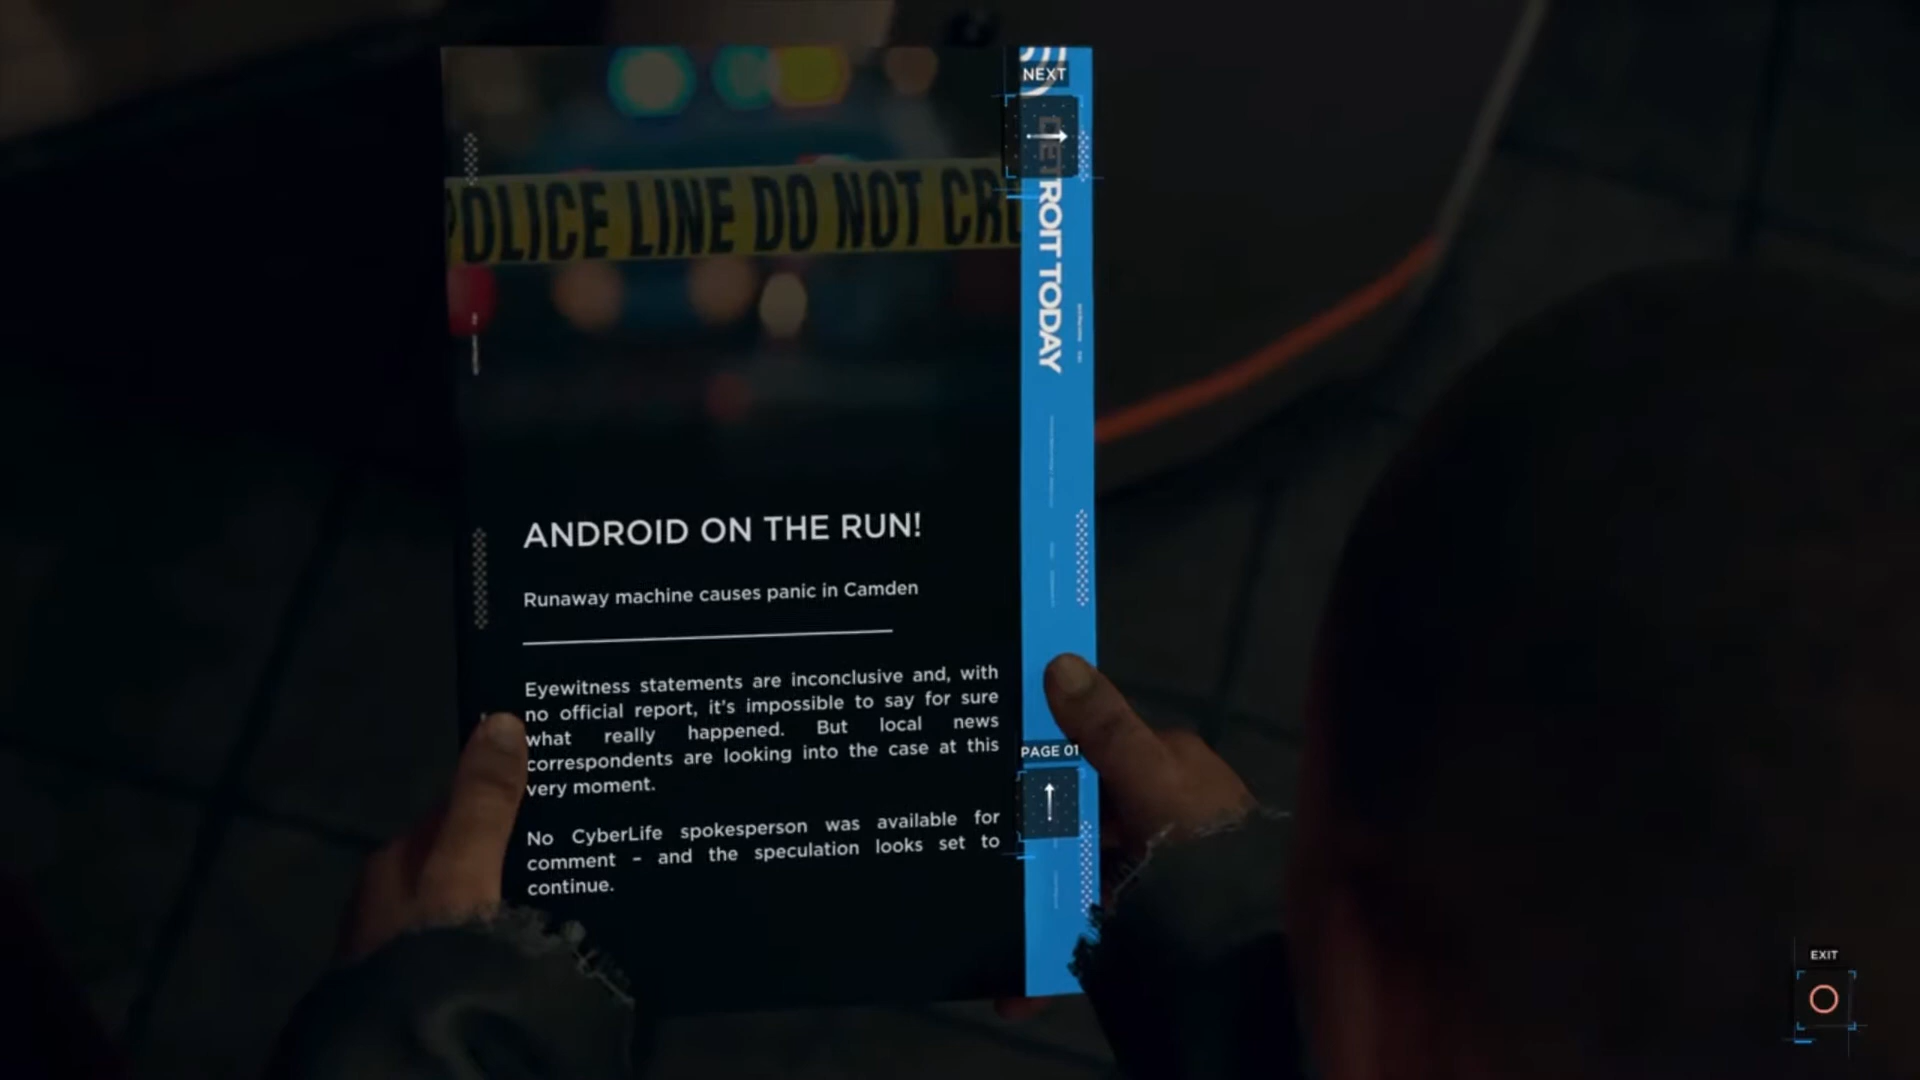 POLICE LINE DO NOT CR
NEXT
DETROIT TODAY
ANDROID ON THE RUN!
Runaway machine causes panic in Camden
Eyewitness statements are inconclusive and, with
no official report, it's impossible to say for sure
what really happened. But local news
correspondents are looking into the case at this
very moment.
No CyberLife spokesperson was available for
comment – and the speculation looks set to
continue.
PAGE 01
EXIT